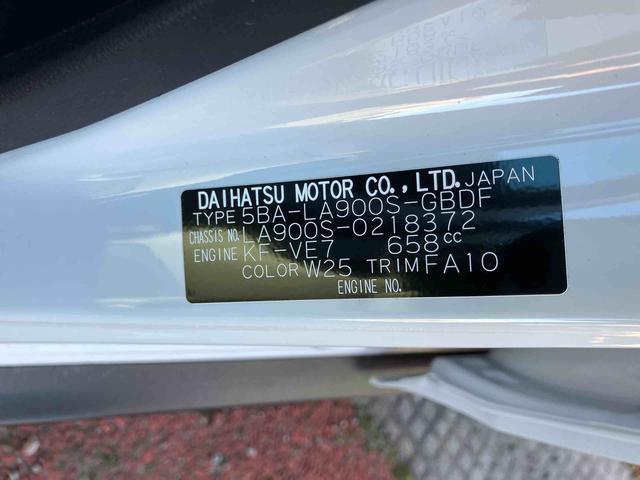 DAIHATSU MOTOR CO., LTD. JAPAN
TYPE 5BA-LA900S-GBDF
CHASSIS NO. LA900S-0218372
ENGINE KF-VE7 658cc
COLOR W25 TRIM FA10
ENGINE NO.